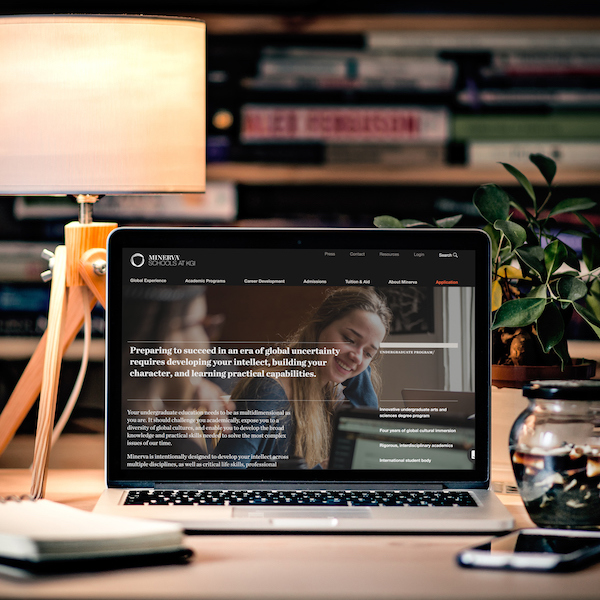 ALEX FERGUSON
MINERVA
SCHOOLS AT KGI
Press Contact Resources Login Search
Global Experience Academic Programs Career Development Admissions Tuition & Aid About Minerva Application
Preparing to succeed in an era of global uncertainty
requires developing your intellect, building your
character, and learning practical capabilities.
UNDERGRADUATE PROGRAM
Your undergraduate education needs to be as multidimensional as
you are. It should challenge you academically, expose you to a
diversity of global cultures, and enable you to develop the broad
knowledge and practical skills needed to solve the most complex
issues of our time.
Minerva is intentionally designed to develop your intellect across
multiple disciplines, as well as critical life skills, professional
Innovative undergraduate arts and
sciences degree program
Four years of global cultural immersion
Rigorous, interdisciplinary academics
International student body